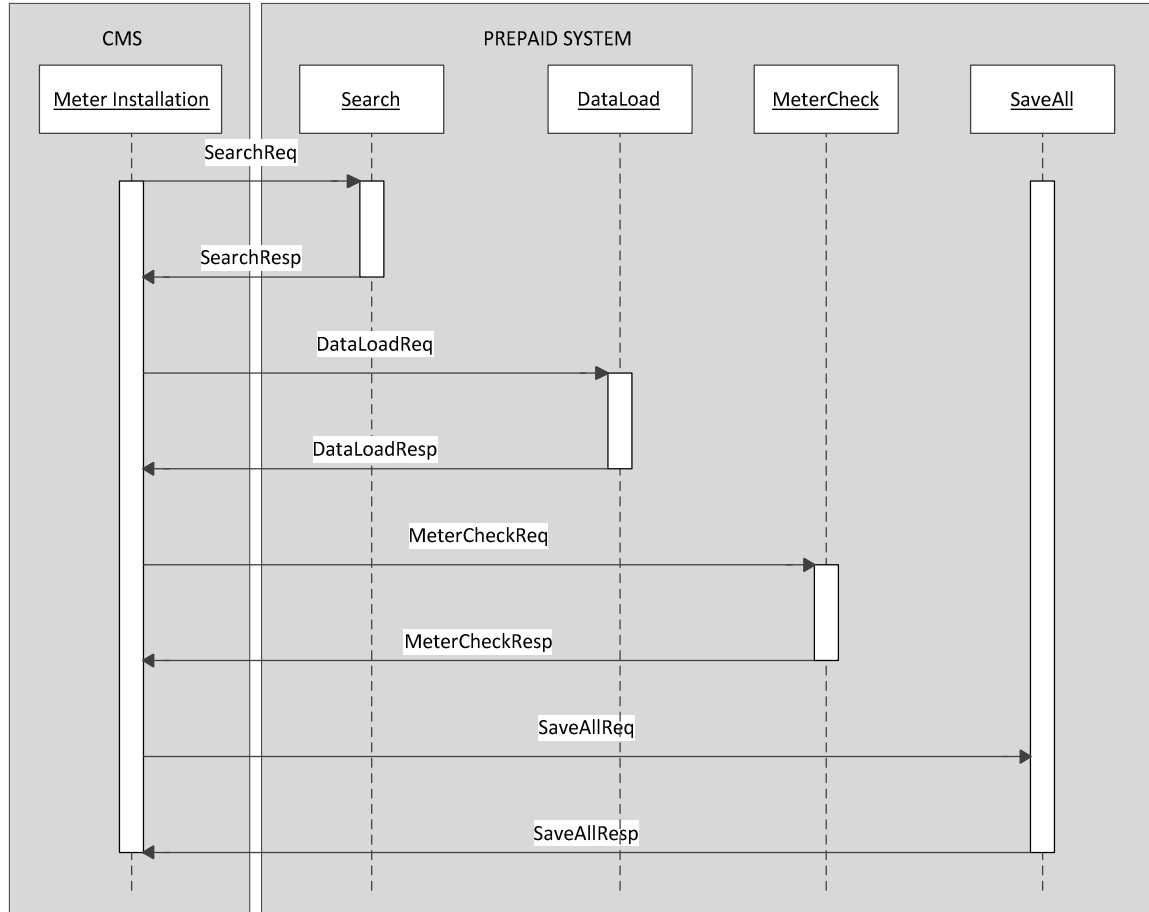 CMS
PREPAID SYSTEM
Meter Installation
Search
DataLoad
MeterCheck
SaveAll
SearchReq
SearchResp
DataLoadReq
DataLoadResp
MeterCheckReq
MeterCheckResp
SaveAllReq
SaveAllResp